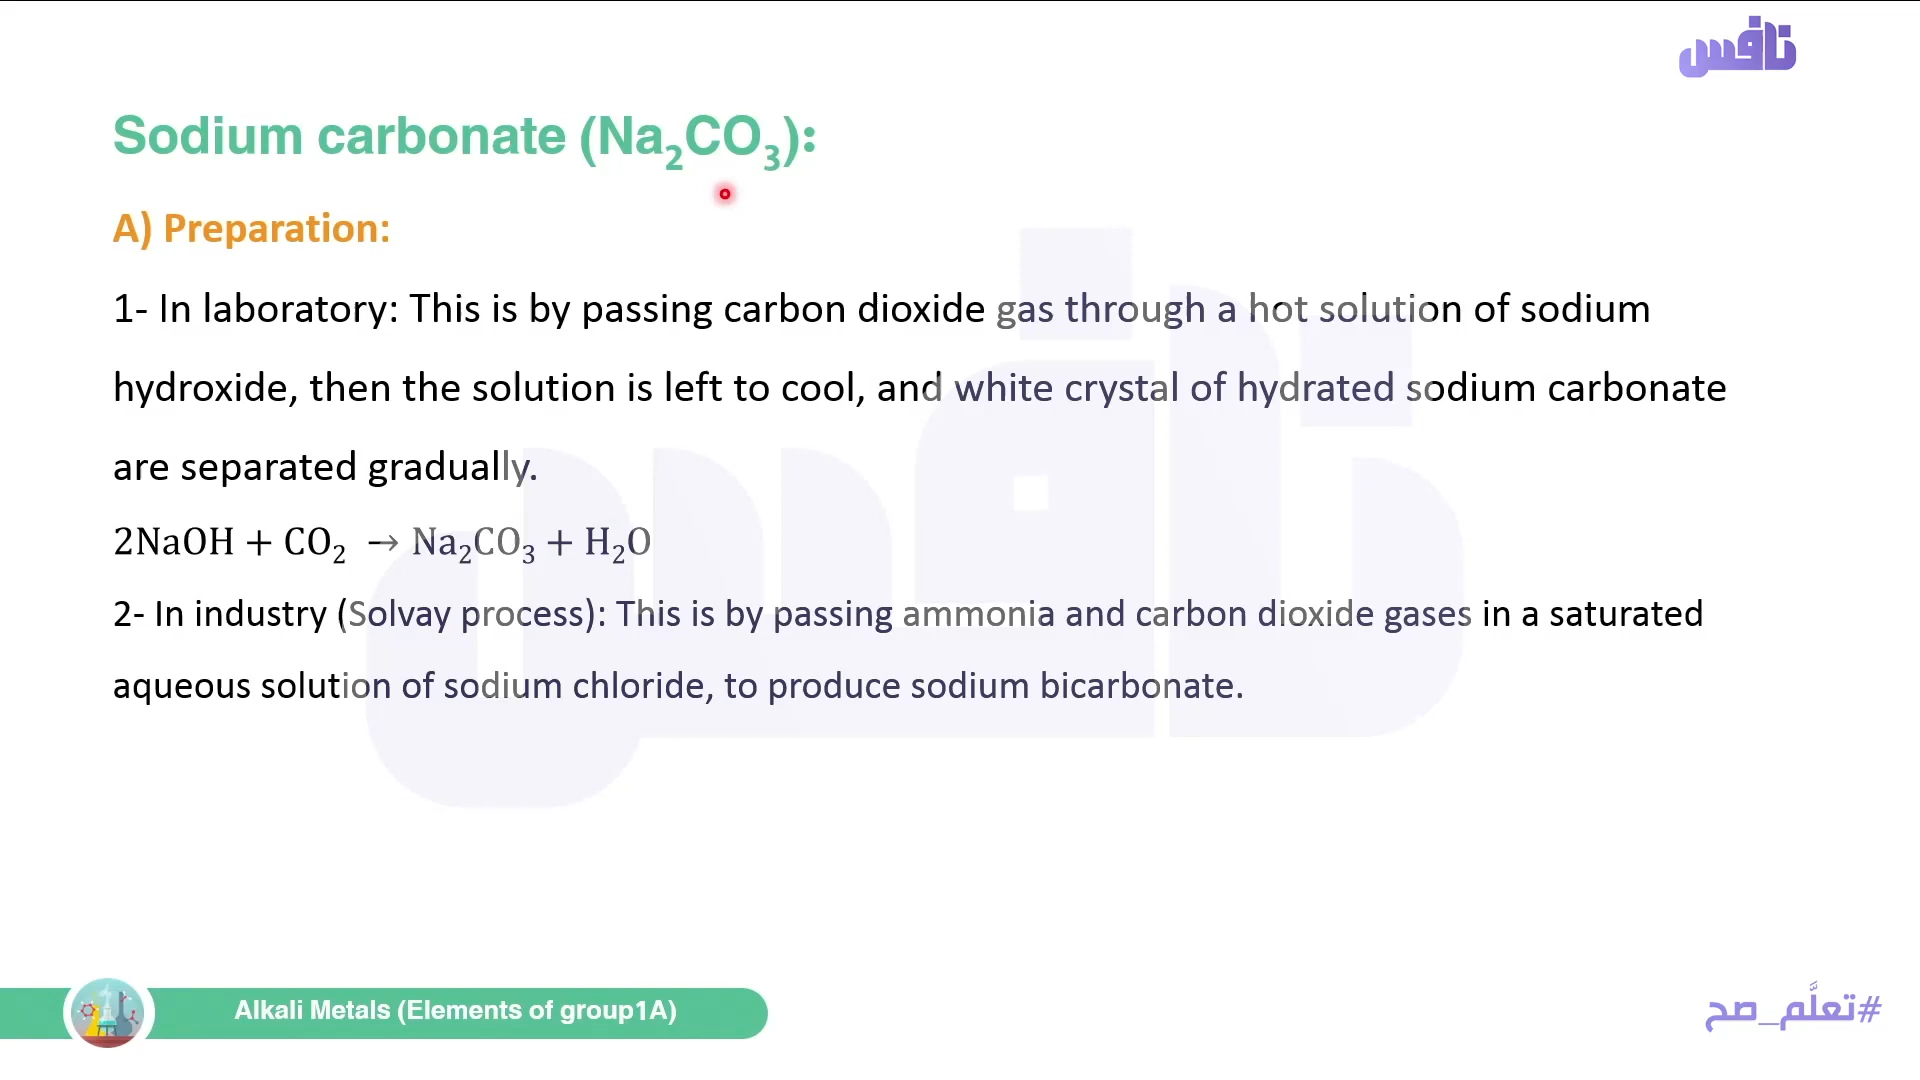 نافس
Sodium carbonate (Na₂CO₃):
A) Preparation:
1- In laboratory: This is by passing carbon dioxide gas through a hot solution of sodium
hydroxide, then the solution is left to cool, and white crystal of hydrated sodium carbonate
are separated gradually.
2NaOH + CO₂ → Na₂CO₃ + H₂O
2- In industry (Solvay process): This is by passing ammonia and carbon dioxide gases in a saturated
aqueous solution of sodium chloride, to produce sodium bicarbonate.
Alkali Metals (Elements of group1A)
#تعلَّم_صح